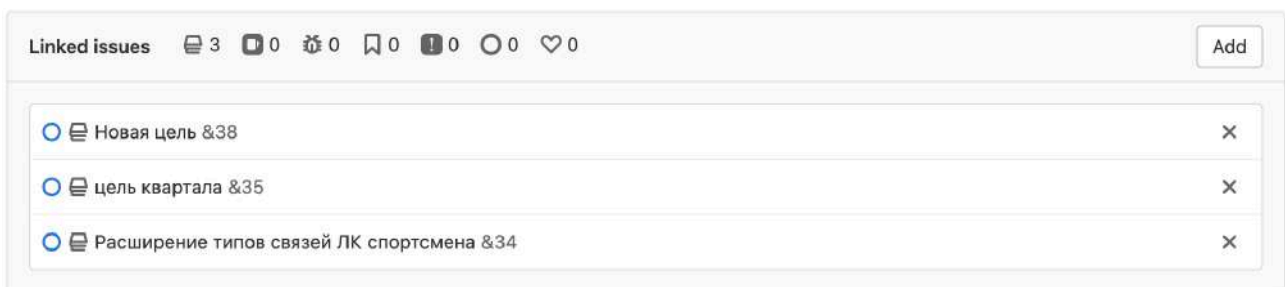 Linked issues 3 0 0 0 0 0 0 Add
Новая цель &38
цель квартала &35
Расширение типов связей ЛК спортсмена &34